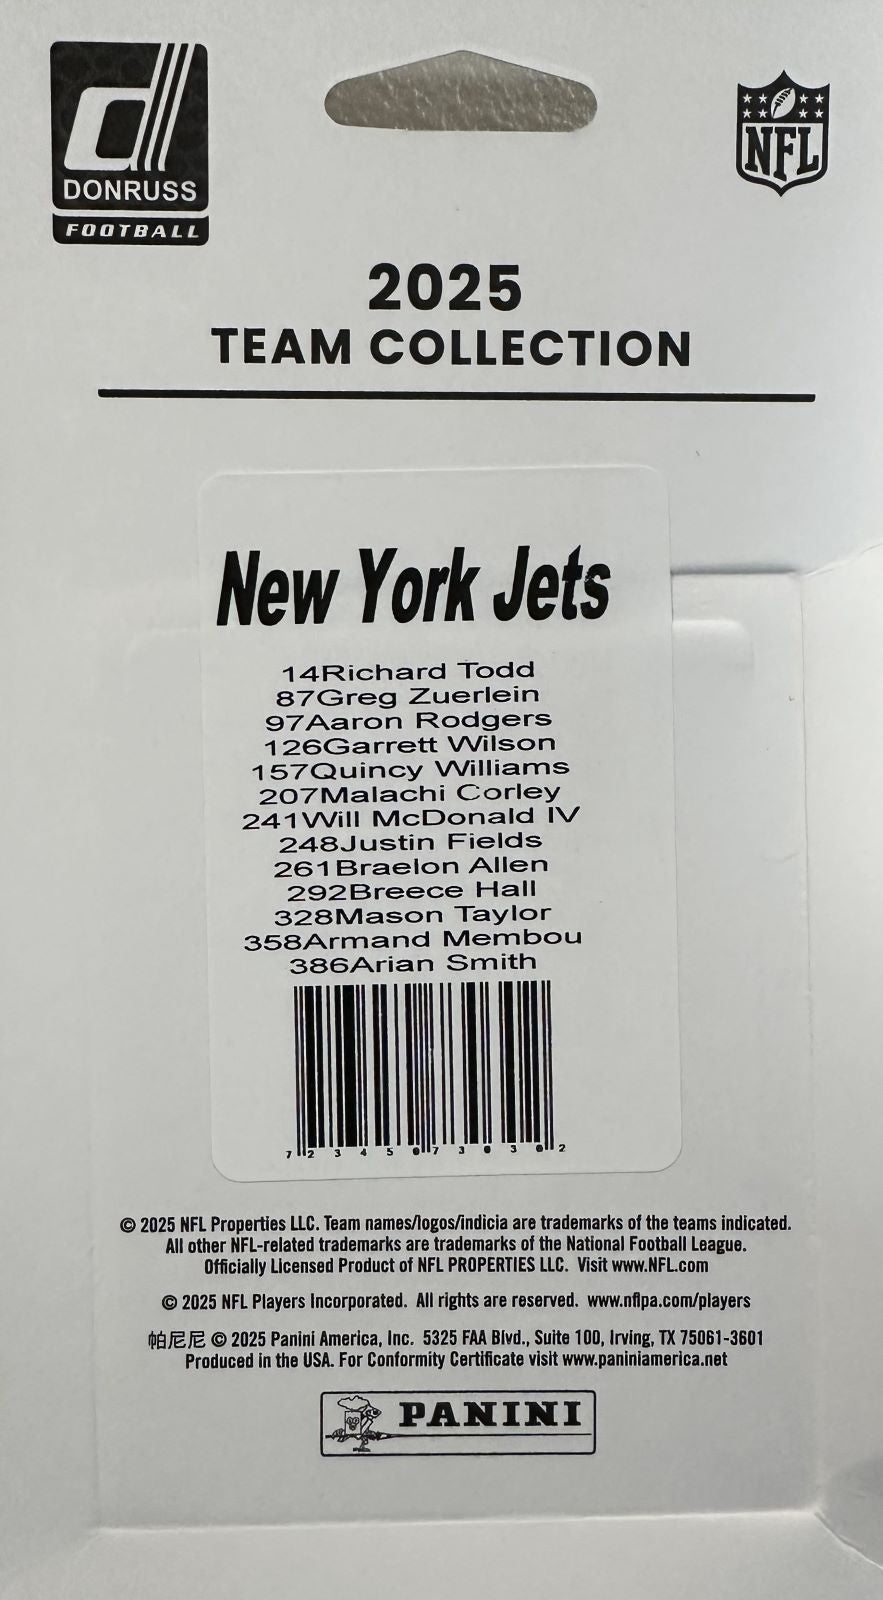 DONRUSS
FOOTBALL
NFL
2025
TEAM COLLECTION
New York Jets
14Richard Todd
87Greg Zuerlein
97Aaron Rodgers
126Garrett Wilson
157Quincy Williams
207Malachi Corley
241Will McDonald IV
248Justin Fields
261Braelon Allen
292Breece Hall
328Mason Taylor
358Armand Membou
386Arian Smith
7 2 3 4 5 0 7 3 0 3 0 2
© 2025 NFL Properties LLC. Team names/logos/indicia are trademarks of the teams indicated.
All other NFL-related trademarks are trademarks of the National Football League.
Officially Licensed Product of NFL PROPERTIES LLC. Visit www.NFL.com
© 2025 NFL Players Incorporated. All rights are reserved. www.nflpa.com/players
帕尼尼 © 2025 Panini America, Inc. 5325 FAA Blvd., Suite 100, Irving, TX 75061-3601
Produced in the USA. For Conformity Certificate visit www.paniniamerica.net
PANINI